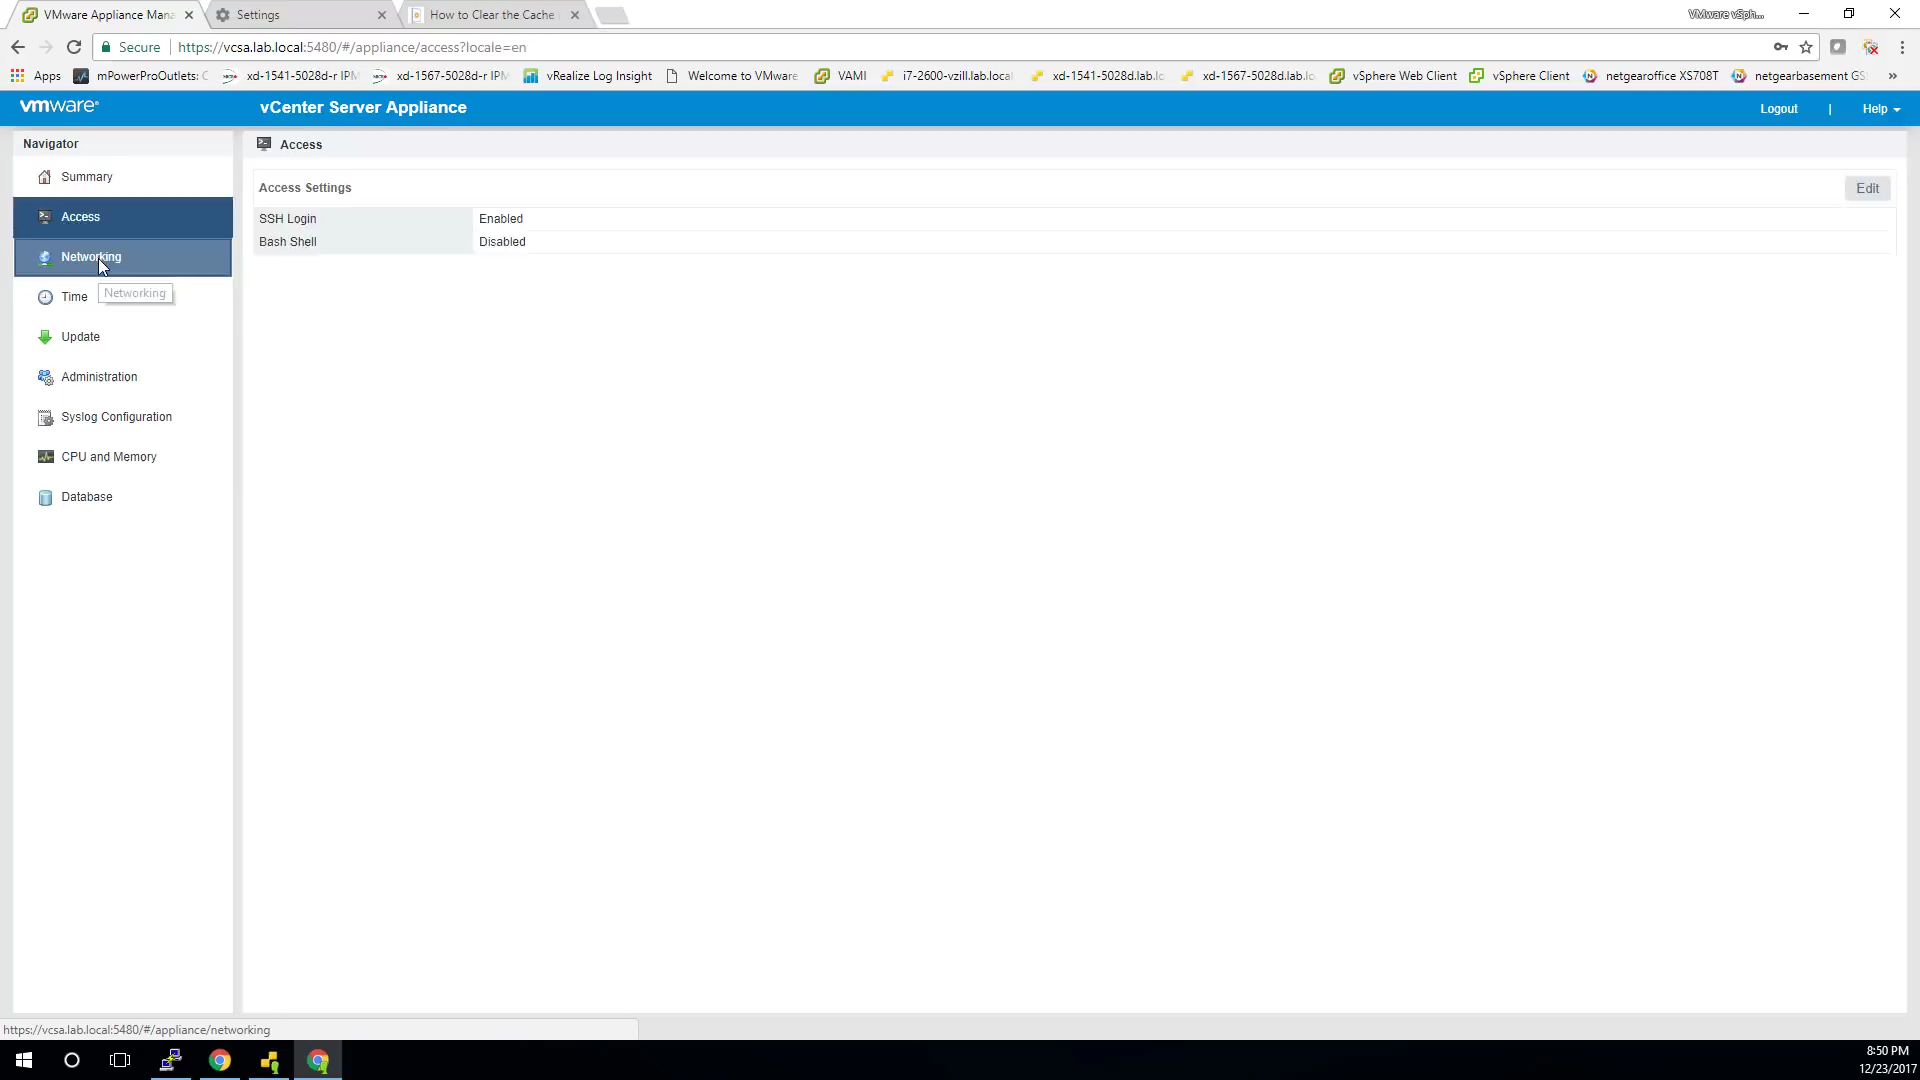 VMware Appliance Mana
Settings
How to Clear the Cache
VMware vSph...
Secure https://vcsa.lab.local:5480/#/appliance/access?locale=en
Apps mPowerProOutlets: C xd-1541-5028d-r IPM xd-1567-5028d-r IPM vRealize Log Insight Welcome to VMware VAMI i7-2600-vzill.lab.local xd-1541-5028d.lab.lo xd-1567-5028d.lab.lo vSphere Web Client vSphere Client netgearoffice XS708T netgearbasement GS
vmware vCenter Server Appliance Logout | Help
Navigator
Summary
Access
Networking
Networking
Time
Update
Administration
Syslog Configuration
CPU and Memory
Database
Access
Access Settings
Edit
SSH Login Enabled
Bash Shell Disabled
https://vcsa.lab.local:5480/#/appliance/networking
8:50 PM
12/23/2017